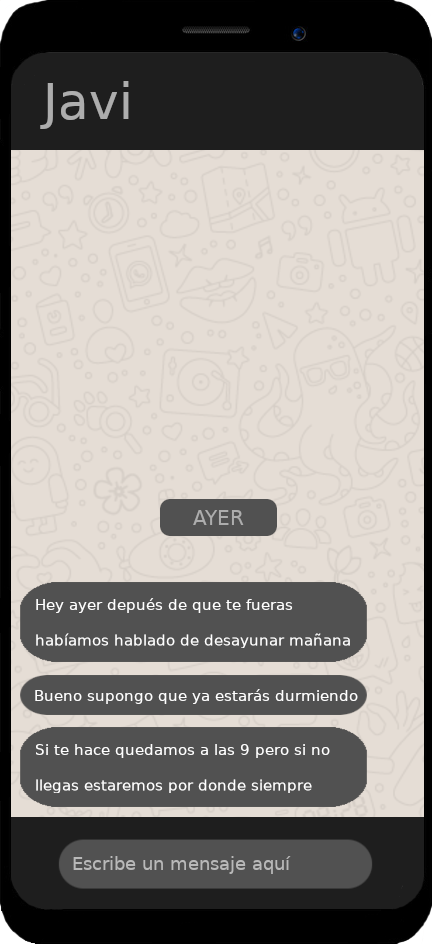 Javi
AYER
Hey ayer depués de que te fueras
habíamos hablado de desayunar mañana
Bueno supongo que ya estarás durmiendo
Si te hace quedamos a las 9 pero si no
llegas estaremos por donde siempre
Escribe un mensaje aquí